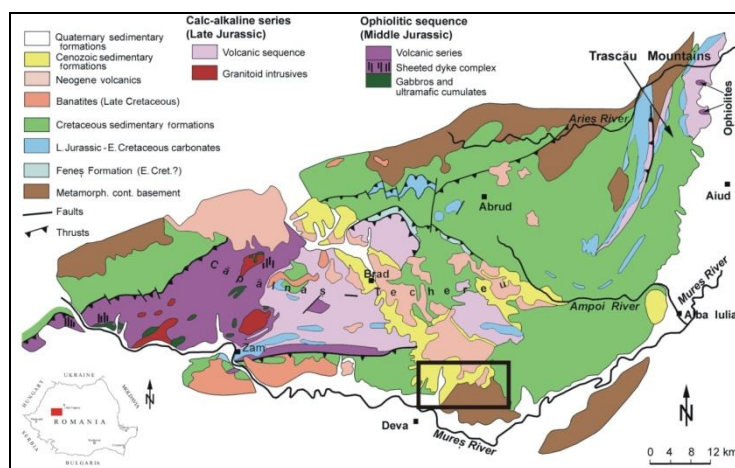 Quaternary sedimentary
formations
Cenozoic sedimentary
formations
Neogene volcanics
Banatites (Late Cretaceous)
Cretaceous sedimentary formations
L. Jurassic - E. Cretaceous carbonates
Feneș Formation (E. Cret.?)
Metamorph. cont. basement
Faults
Thrusts
Calc-alkaline series
(Late Jurassic)
Volcanic sequence
Granitoid intrusives
Ophiolitic sequence
(Middle Jurassic)
Volcanic series
Sheeted dyke complex
Gabbros and
ultramafic cumulates
Trascău Mountains
Ophiolites
Aries River
Abrud
Aiud
Căpâlnaș Techereu
Brad
Mures River
Ampoi River
Alba Iulia
Zam
Deva
Mureș River
N
0 4 8 12 km
UKRAINE
HUNGARY
ROMANIA
SERBIA
BULGARIA
N